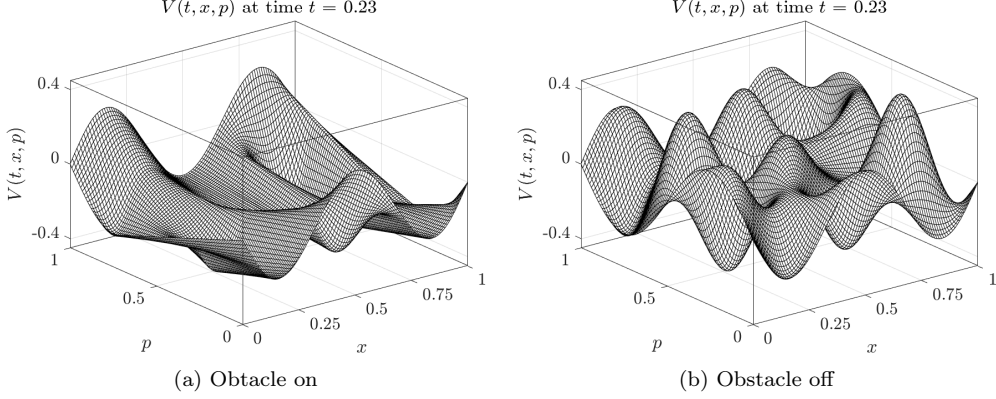 V(t, x, p) at time t = 0.23
0.4
0
-0.4
V(t, x, p)
1
0.5
0
p
0
0.25
0.5
0.75
1
x
(a) Obtacle on
V(t, x, p) at time t = 0.23
0.4
0
-0.4
V(t, x, p)
1
0.5
0
p
0
0.25
0.5
0.75
1
x
(b) Obstacle off